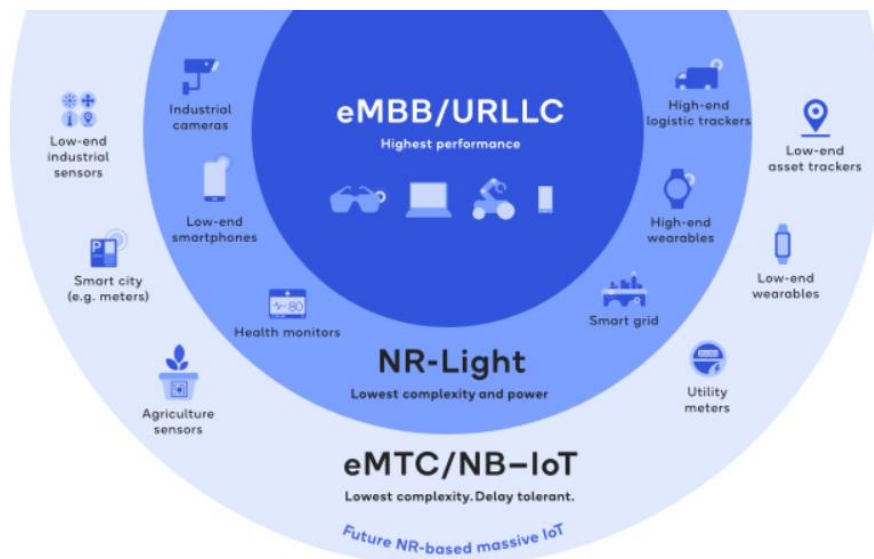 eMBB/URLLC
Highest performance
Industrial
cameras
High-end
logistic trackers
Low-end
industrial
sensors
Low-end
asset trackers
Low-end
smartphones
High-end
wearables
P
Smart city
(e.g. meters)
Low-end
wearables
80
Health monitors
Smart grid
NR-Light
Lowest complexity and power
Utility
meters
Agriculture
sensors
eMTC/NB–IoT
Lowest complexity. Delay tolerant.
Future NR-based massive IoT